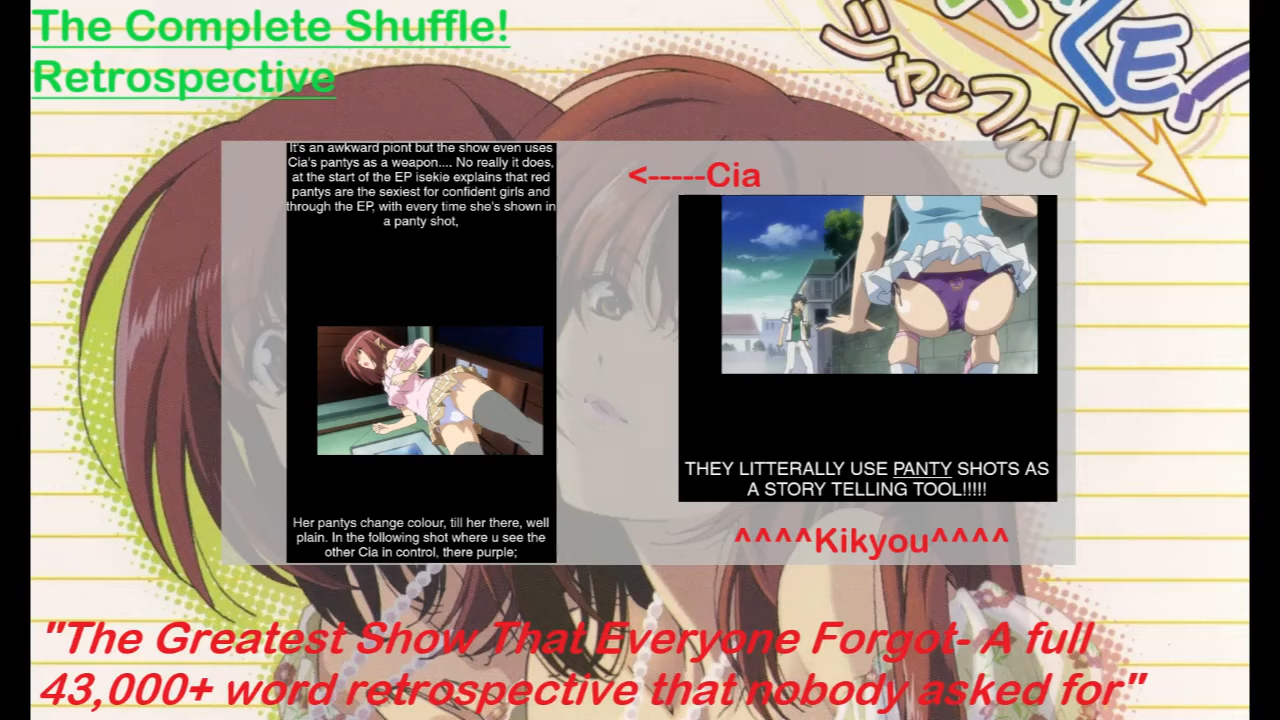 The Complete Shuffle!
Retrospective
シャッフル!
It's an awkward piont but the show even uses
Cia's pantys as a weapon.... No really it does,
at the start of the EP isekie explains that red
pantys are the sexiest for confident girls and
through the EP, with every time she's shown in
a panty shot,
Her pantys change colour, till her there, well
plain. In the following shot where u see the
other Cia in control, there purple;
<-----Cia
THEY LITTERALLY USE PANTY SHOTS AS
A STORY TELLING TOOL!!!!!
^^^^Kikyou^^^^
"The Greatest Show That Everyone Forgot- A full
43,000+ word retrospective that nobody asked for"